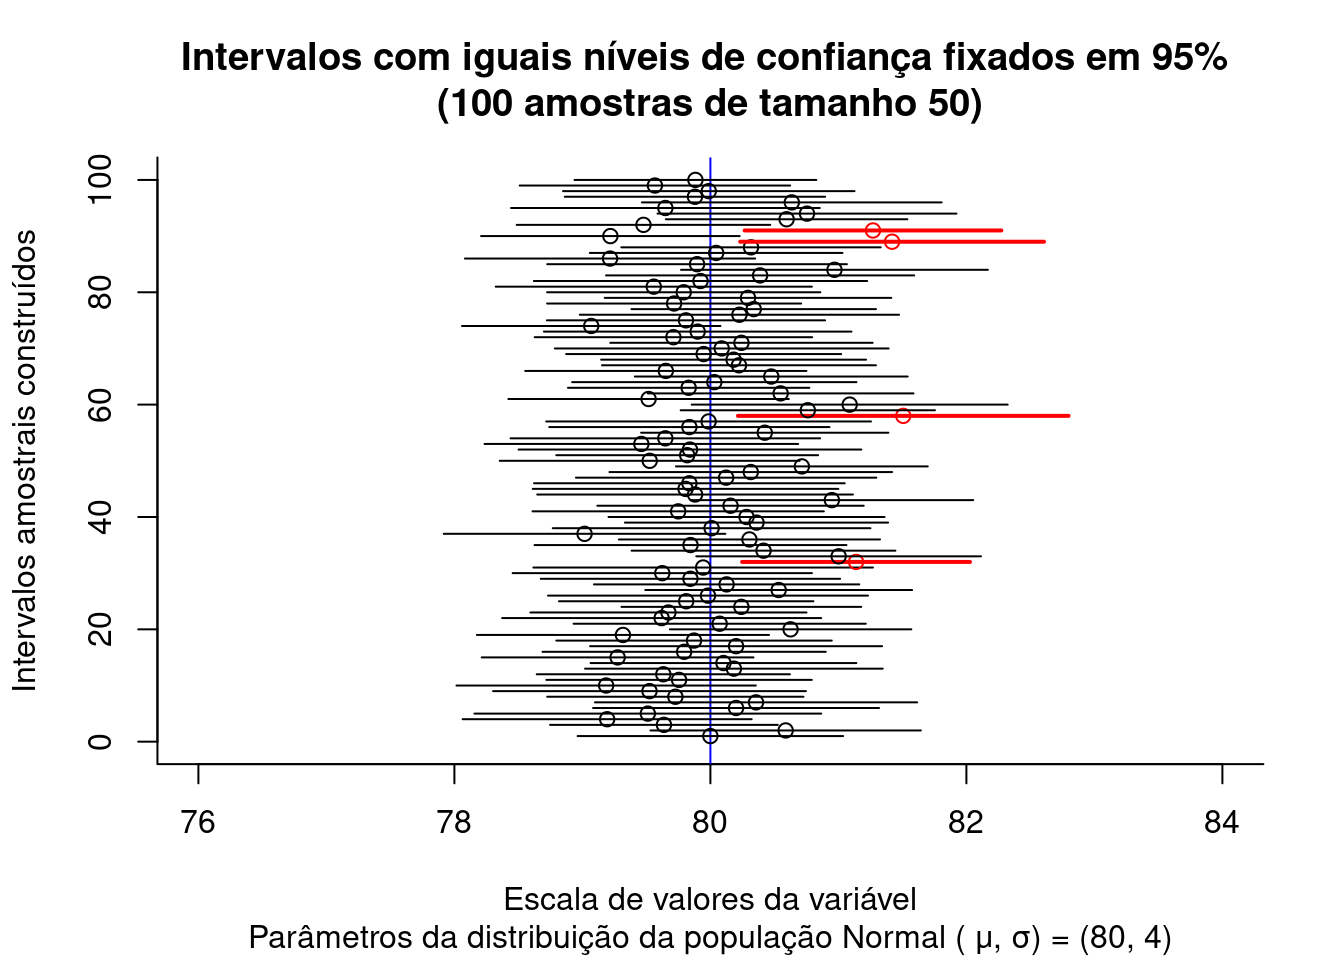 Intervalos com iguais níveis de confiança fixados em 95%
(100 amostras de tamanho 50)
Intervalos amostrais construídos
100
80
60
40
20
0
76 78 80 82 84
Escala de valores da variável
Parâmetros da distribuição da população Normal ( μ, σ) = (80, 4)